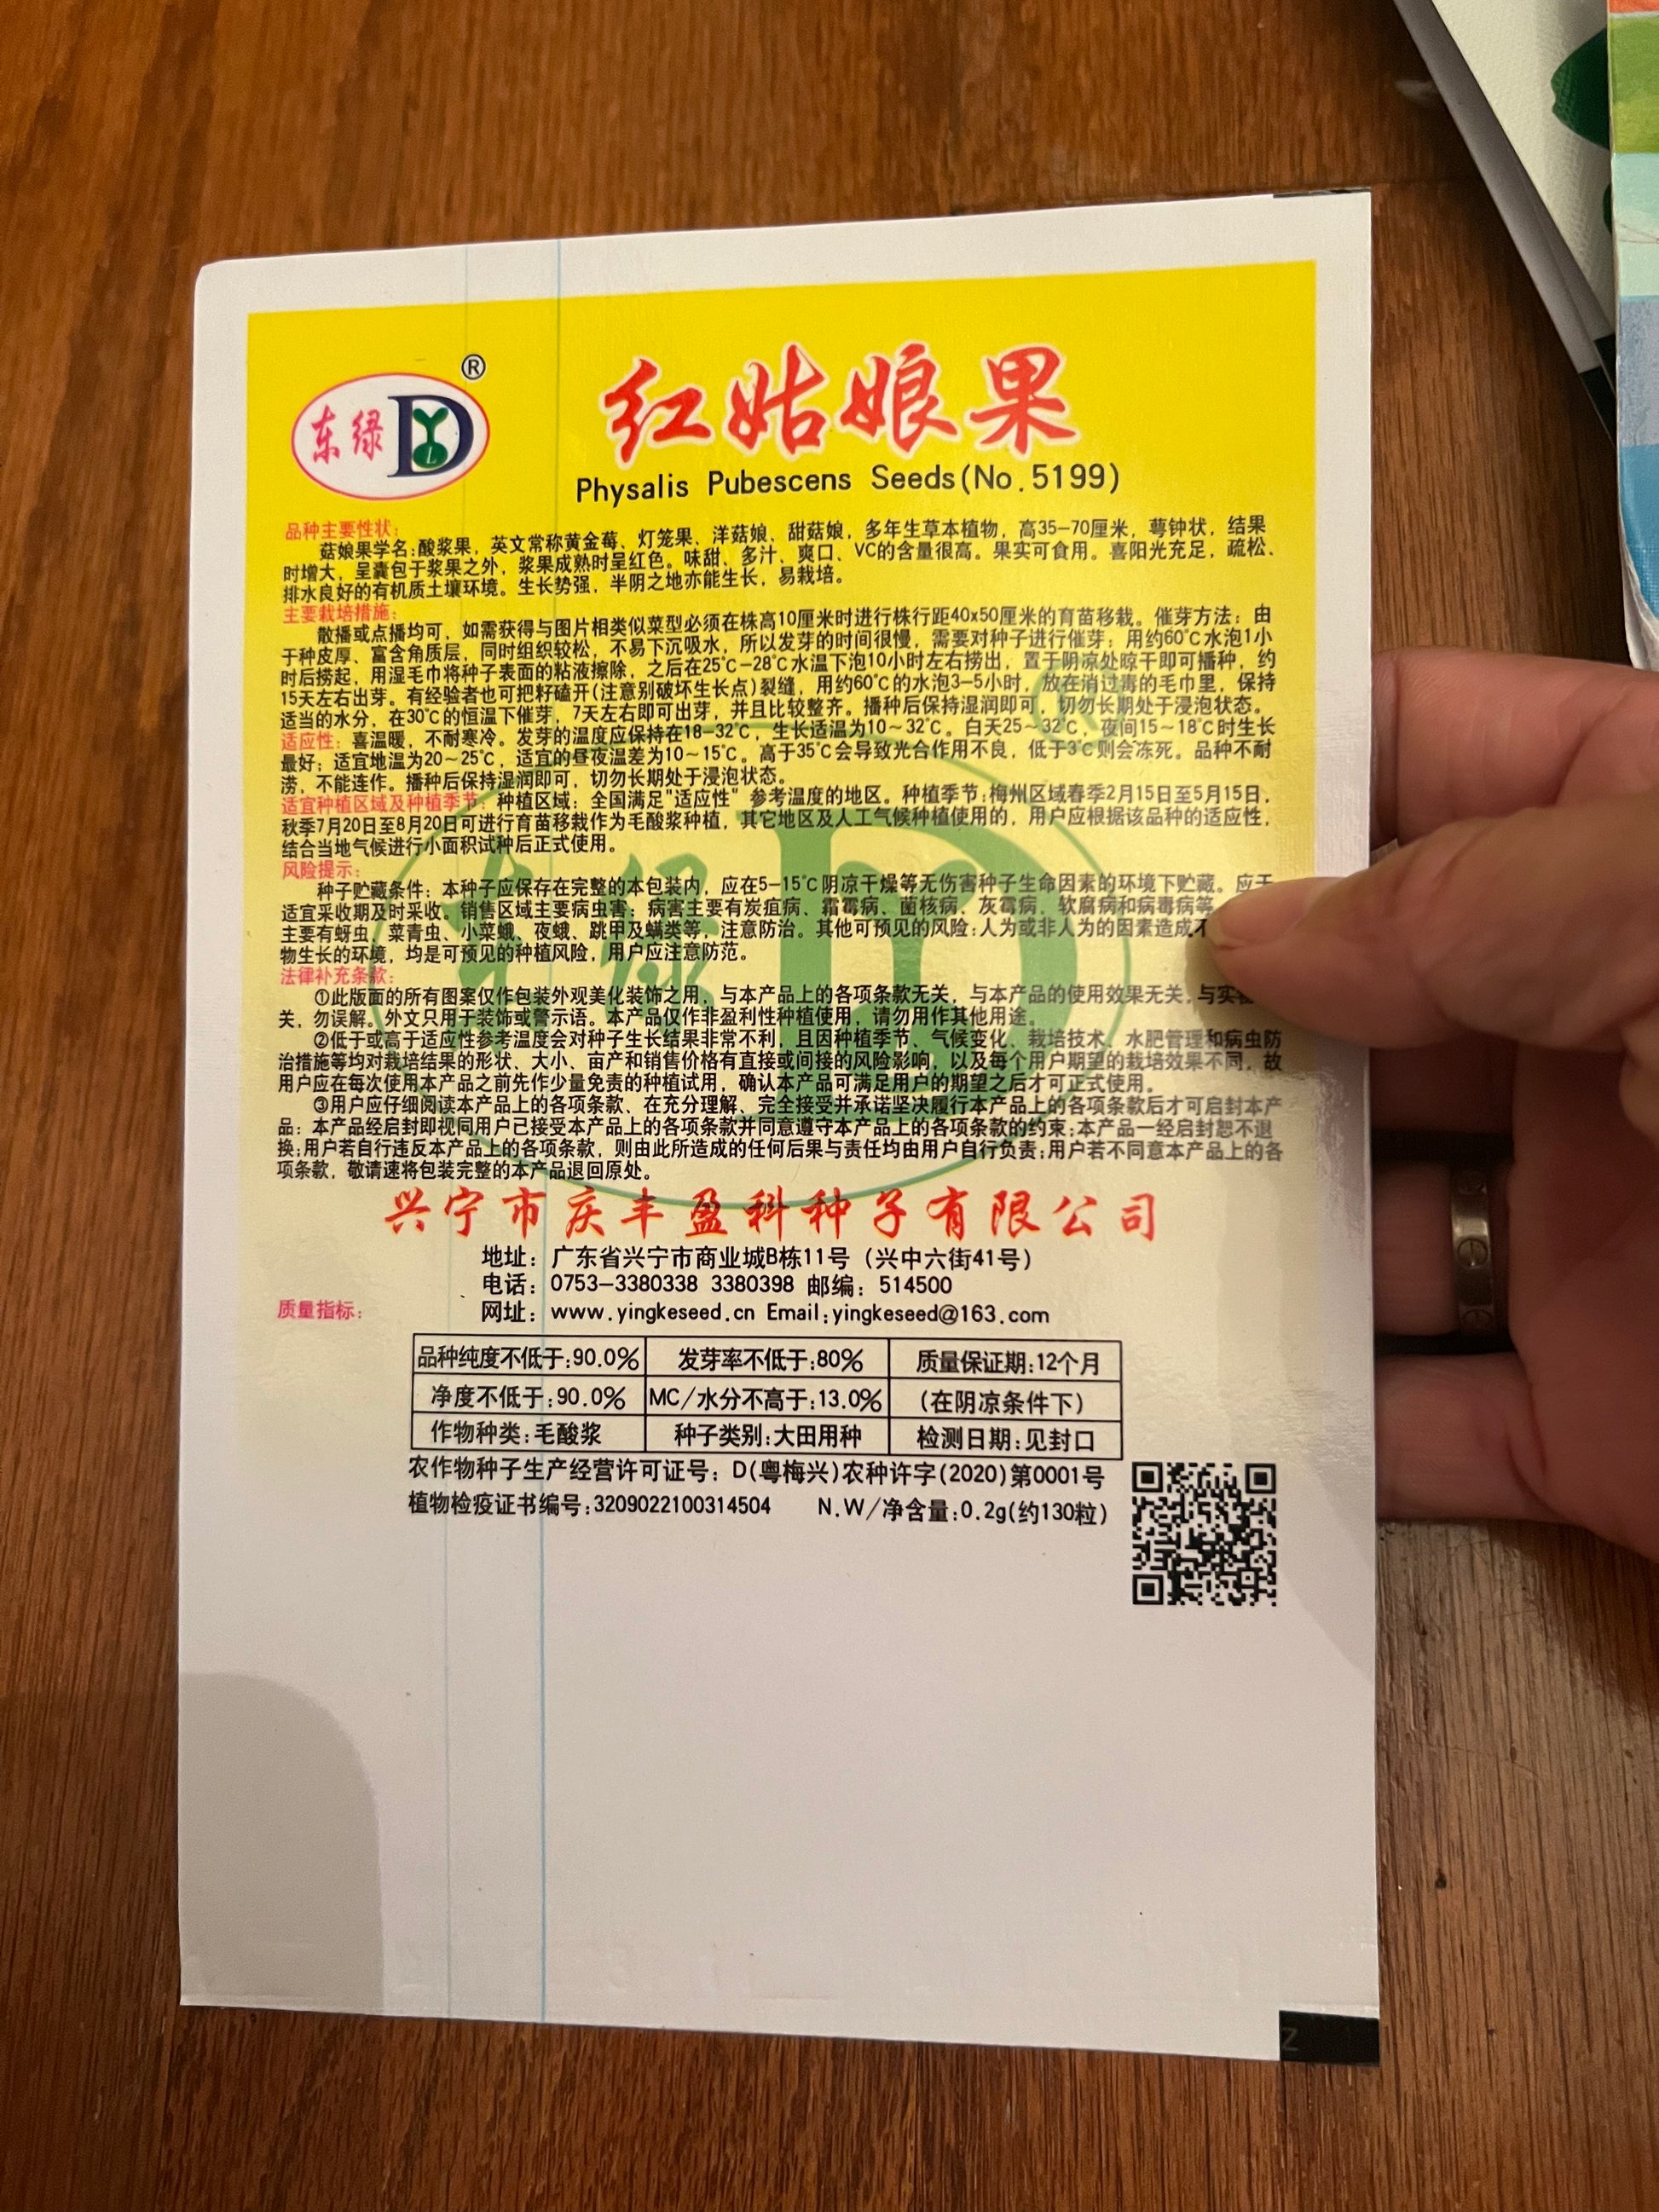 东绿 DYL ®
红姑娘果
Physalis Pubescens Seeds(No.5199)
品种主要性状:
菇娘果学名:酸浆果，英文常称黄金莓、灯笼果、洋菇娘、甜菇娘，多年生草本植物，高35-70厘米，萼钟状，结果
时增大，呈囊包于浆果之外，浆果成熟时呈红色。味甜、多汁、爽口、VC的含量很高。果实可食用。喜阳光充足，疏松、
排水良好的有机质土壤环境。生长势强，半阴之地亦能生长，易栽培。
主要栽培措施:
散播或点播均可，如需获得与图片相类似菜型必须在株高10厘米时进行株行距40x50厘米的育苗移栽。催芽方法：由
于种皮厚、富含角质层，同时组织较松，不易下沉吸水，所以发芽的时间很慢，需要对种子进行催芽：用约60℃水泡1小
时后捞起，用湿毛巾将种子表面的粘液擦除，之后在25℃-28℃水温下泡10小时左右捞出，置于阴凉处晾干即可播种，约
15天左右出芽。有经验者也可把籽磕开(注意别破坏生长点)裂缝，用约60℃的水泡3-5小时，放在消过毒的毛巾里，保持
适当的水分，在30℃的恒温下催芽，7天左右即可出芽，并且比较整齐。播种后保持湿润即可，切勿长期处于浸泡状态。
适应性：喜温暖，不耐寒冷。发芽的温度应保持在18-32℃，生长适温为10~32℃。白天25~32℃，夜间15~18℃时生长
最好；适宜地温为20~25℃，适宜的昼夜温差为10~15℃。高于35℃会导致光合作用不良，低于3℃则会冻死。品种不耐
涝，不能连作。播种后保持湿润即可，切勿长期处于浸泡状态。
适宜种植区域及种植季节：种植区域：全国满足"适应性"参考温度的地区。种植季节：梅州区域春季2月15日至5月15日，
秋季7月20日至8月20日可进行育苗移栽作为毛酸浆种植，其它地区及人工气候种植使用的，用户应根据该品种的适应性，
结合当地气候进行小面积试种后正式使用。
风险提示:
种子贮藏条件：本种子应保存在完整的本包装内，应在5-15℃阴凉干燥等无伤害种子生命因素的环境下贮藏。应于
适宜采收期及时采收。销售区域主要病虫害：病害主要有炭疽病、霜霉病、菌核病、灰霉病、软腐病和病毒病等
主要有蚜虫、菜青虫、小菜蛾、夜蛾、跳甲及螨类等，注意防治。其他可预见的风险：人为或非人为的因素造成不
物生长的环境，均是可预见的种植风险，用户应注意防范。
法律补充条款:
①此版面的所有图案仅作包装外观美化装饰之用，与本产品上的各项条款无关，与本产品的使用效果无关，与实
关，勿误解。外文只用于装饰或警示语。本产品仅作非盈利性种植使用，请勿用作其他用途。
②低于或高于适应性参考温度会对种子生长结果非常不利，且因种植季节、气候变化、栽培技术、水肥管理和病虫防
治措施等均对栽培结果的形状、大小、亩产和销售价格有直接或间接的风险影响，以及每个用户期望的栽培效果不同，故
用户应在每次使用本产品之前先作少量免责的种植试用，确认本产品可满足用户的期望之后才可正式使用。
③用户应仔细阅读本产品上的各项条款、在充分理解、完全接受并承诺坚决履行本产品上的各项条款后才可启封本产
品：本产品经启封即视同用户已接受本产品上的各项条款并同意遵守本产品上的各项条款的约束；本产品一经启封恕不退
换；用户若自行违反本产品上的各项条款，则由此所造成的任何后果与责任均由用户自行负责；用户若不同意本产品上的各
项条款，敬请速将包装完整的本产品退回原处。
兴宁市庆丰盈科种子有限公司
地址：广东省兴宁市商业城B栋11号（兴中六街41号）
电话：0753-3380338 3380398 邮编：514500
质量指标: 网址：www.yingkeseed.cn Email:yingkeseed@163.com
品种纯度不低于:90.0% 发芽率不低于:80% 质量保证期:12个月
净度不低于:90.0% MC/水分不高于:13.0% (在阴凉条件下)
作物种类:毛酸浆 种子类别:大田用种 检测日期:见封口
农作物种子生产经营许可证号：D(粤梅兴)农种许字(2020)第0001号
植物检疫证书编号:3209022100314504 N.W/净含量:0.2g(约130粒)